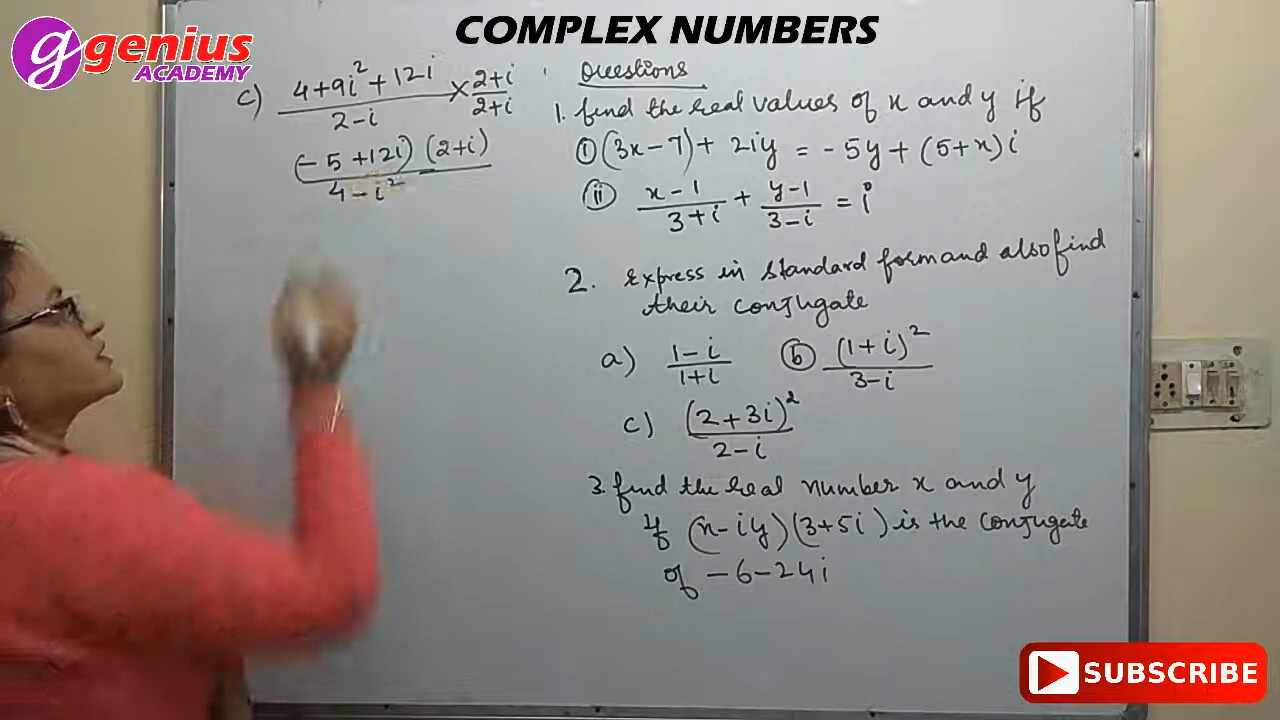 COMPLEX NUMBERS
genius
ACADEMY
c) (4+9i²+12i)/(2-i) × (2+i)/(2+i)
(-5+12i)(2+i)/(4-i²)
Questions
1. find the real values of x and y if
① (3x-7)+ 2iy = -5y+(5+x)i
ⅱ (x-1)/(3+i) + (y-1)/(3-i) = i
2. Express in standard form and also find
their conjugate
a) (1-i)/(1+i) ⓑ (1+i)²/(3-i)
c) (2+3i)²/(2-i)
3. find the real number x and y
If (x-iy)(3+5i) is the conjugate
of -6-24i
SUBSCRIBE